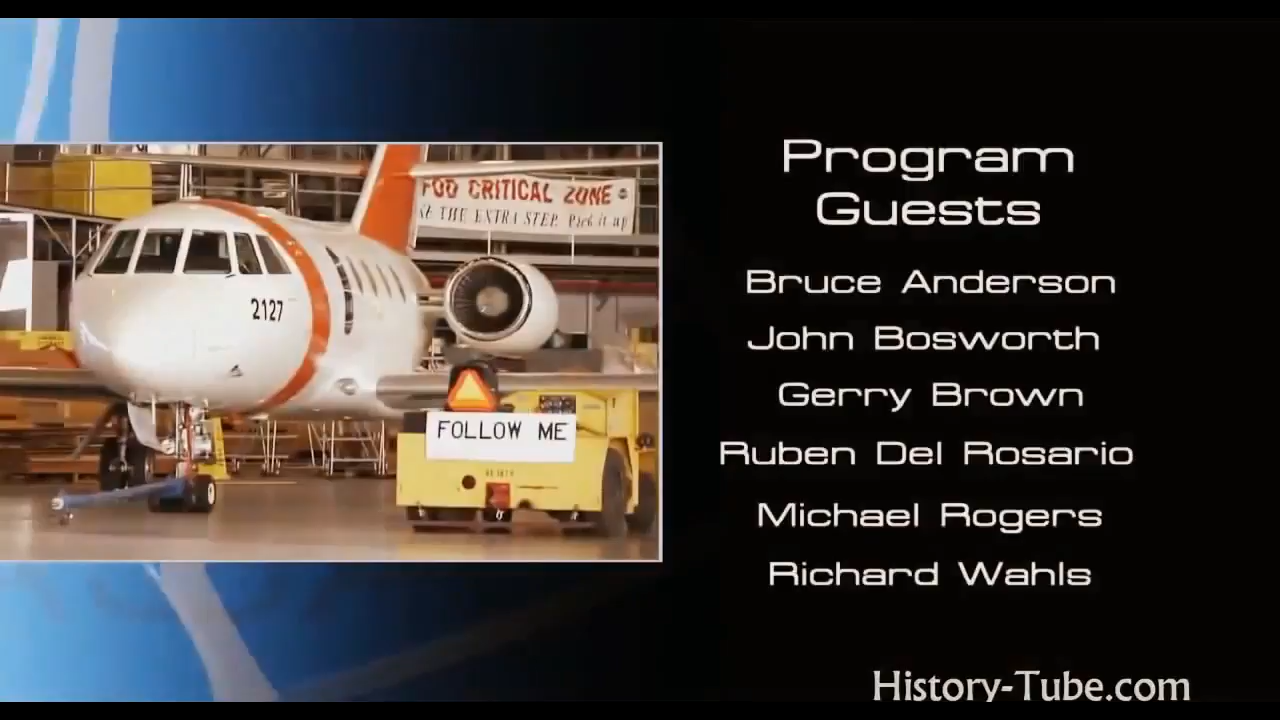 Program
Guests
Bruce Anderson
John Bosworth
Gerry Brown
Ruben Del Rosario
Michael Rogers
Richard Wahls
FOD CRITICAL ZONE
THE EXTRA STEP. Pick it up
2127
FOLLOW ME
History-Tube.com